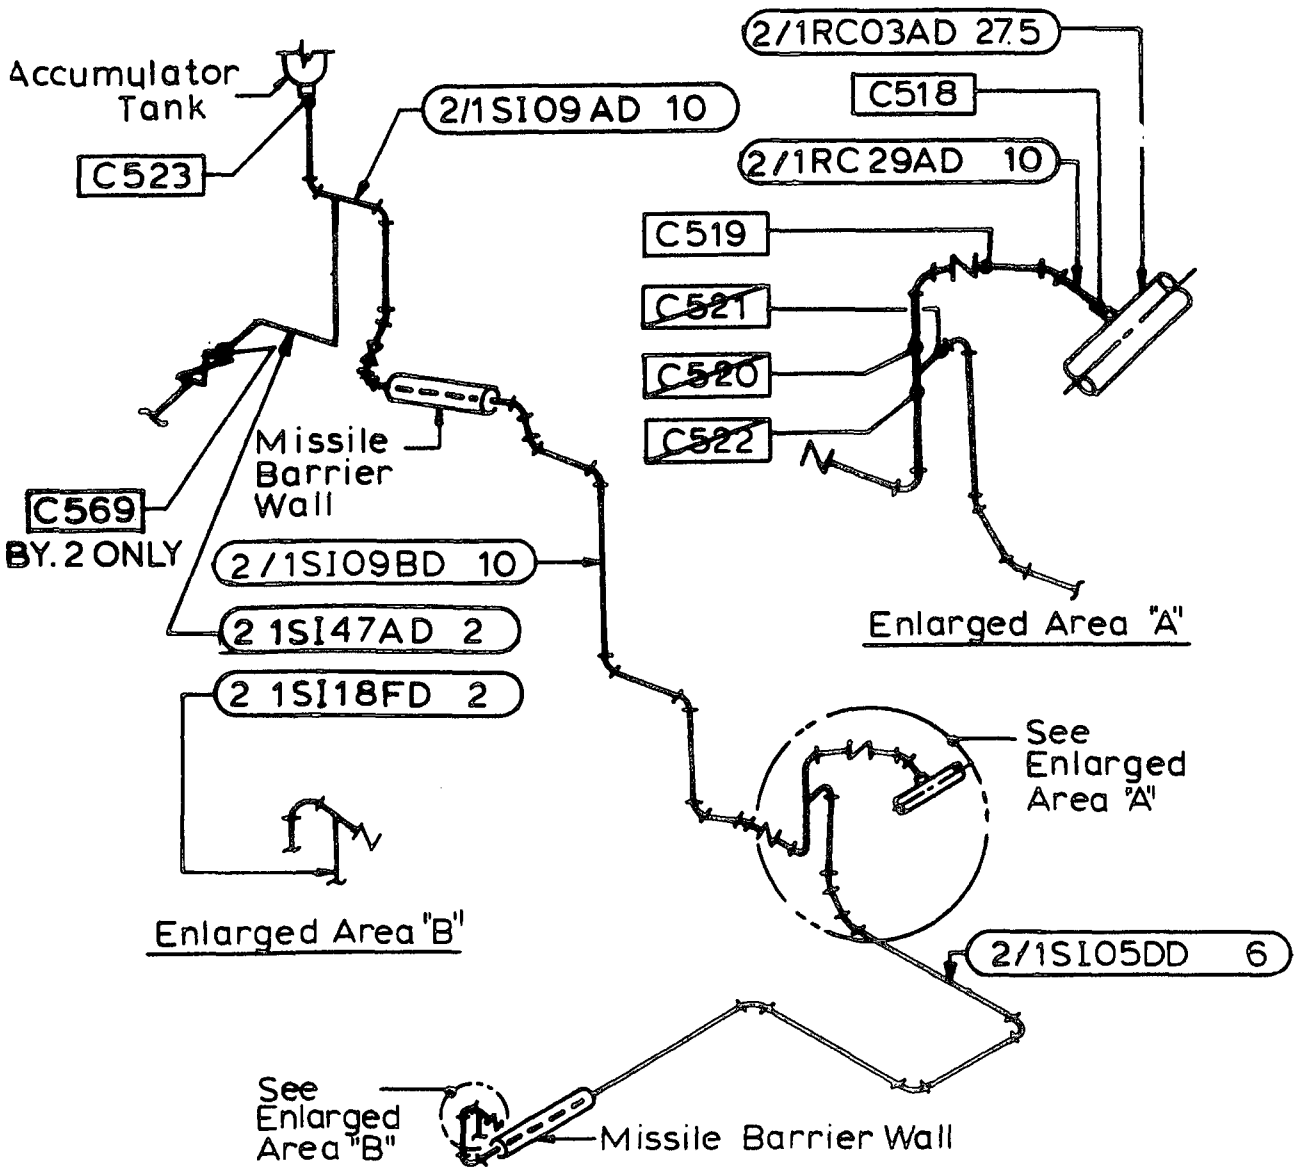 2/1RC03AD 27.5
Accumulator
Tank
2/1SI09AD 10
C518
C523
2/1RC29AD 10
C519
C521
C520
C522
Missile
Barrier
Wall
C569
BY. 2 ONLY
2/1SI09BD 10
2 1SI47AD 2
2 1SI18FD 2
Enlarged Area "A"
See
Enlarged
Area "A"
Enlarged Area "B"
2/1SI05DD 6
See
Enlarged
Area "B"
Missile Barrier Wall